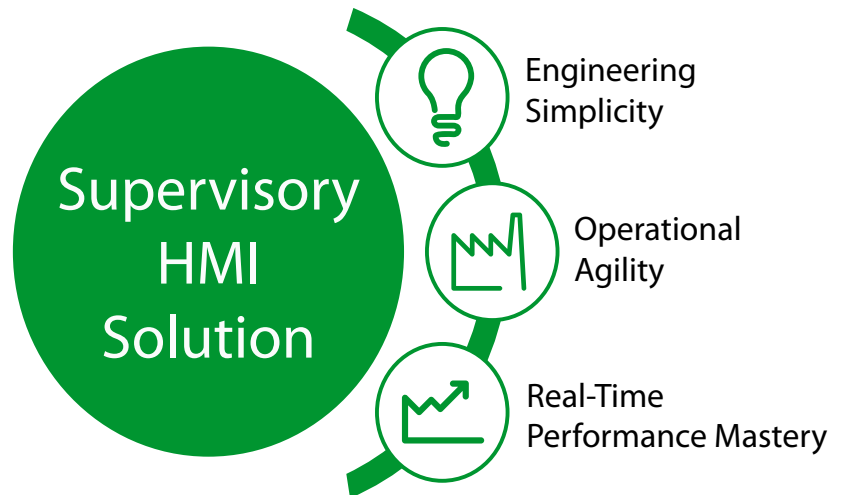 Supervisory
HMI
Solution
Engineering
Simplicity
Operational
Agility
Real-Time
Performance Mastery